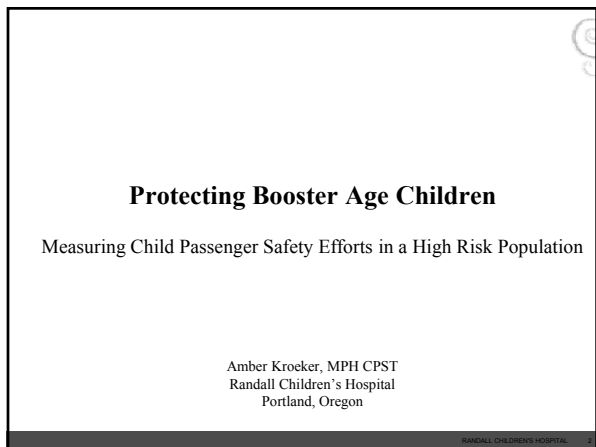 Protecting Booster Age Children
Measuring Child Passenger Safety Efforts in a High Risk Population
Amber Kroeker, MPH CPST
Randall Children’s Hospital
Portland, Oregon
RANDALL CHILDREN'S HOSPITAL 2